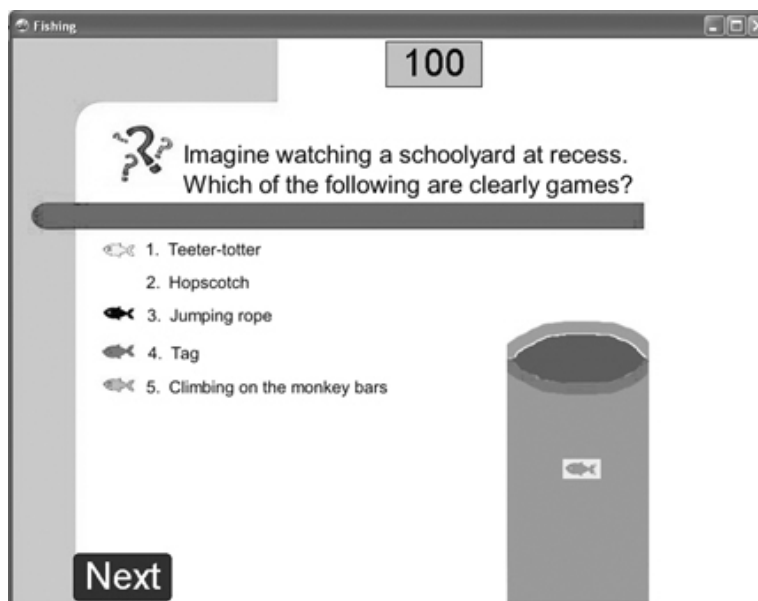 Fishing
100
Imagine watching a schoolyard at recess.
Which of the following are clearly games?
1. Teeter-totter
2. Hopscotch
3. Jumping rope
4. Tag
5. Climbing on the monkey bars
Next